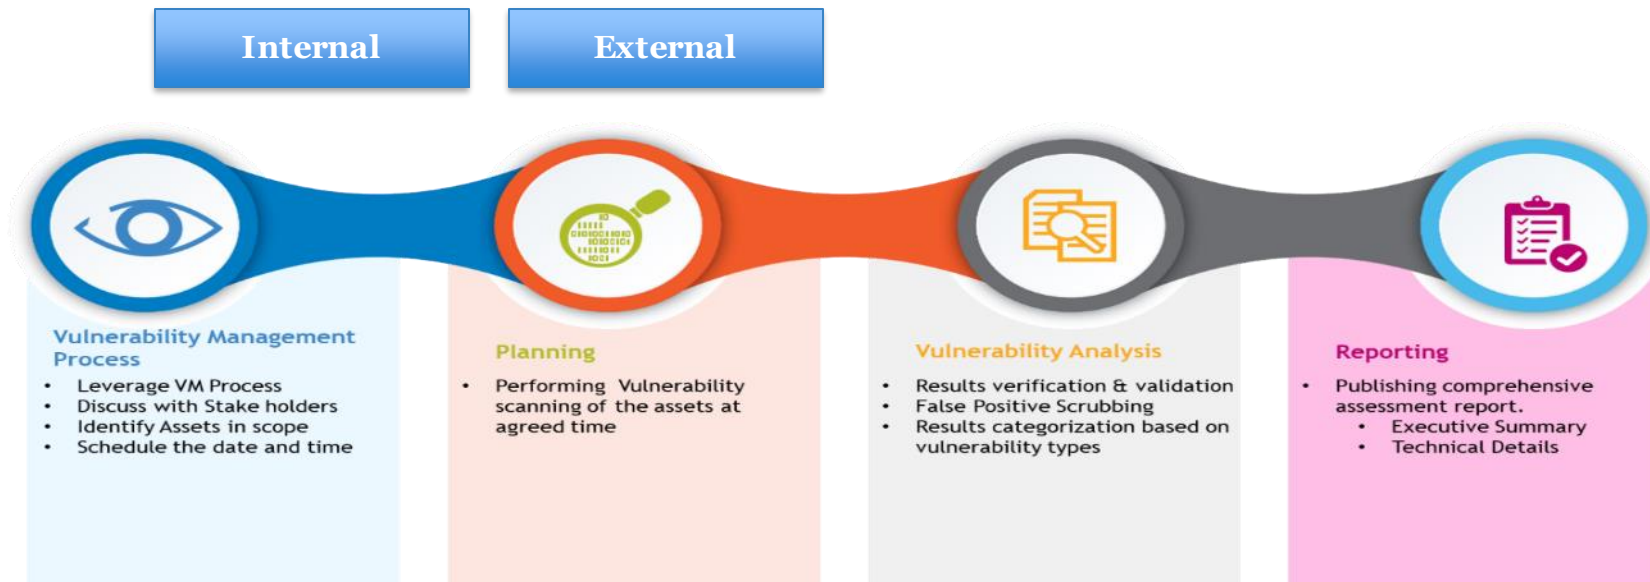 Internal
External
Vulnerability Management
Process
• Leverage VM Process
• Discuss with Stake holders
• Identify Assets in scope
• Schedule the date and time
Planning
• Performing Vulnerability
scanning of the assets at
agreed time
Vulnerability Analysis
• Results verification & validation
• False Positive Scrubbing
• Results categorization based on
vulnerability types
Reporting
• Publishing comprehensive
assessment report.
• Executive Summary
• Technical Details